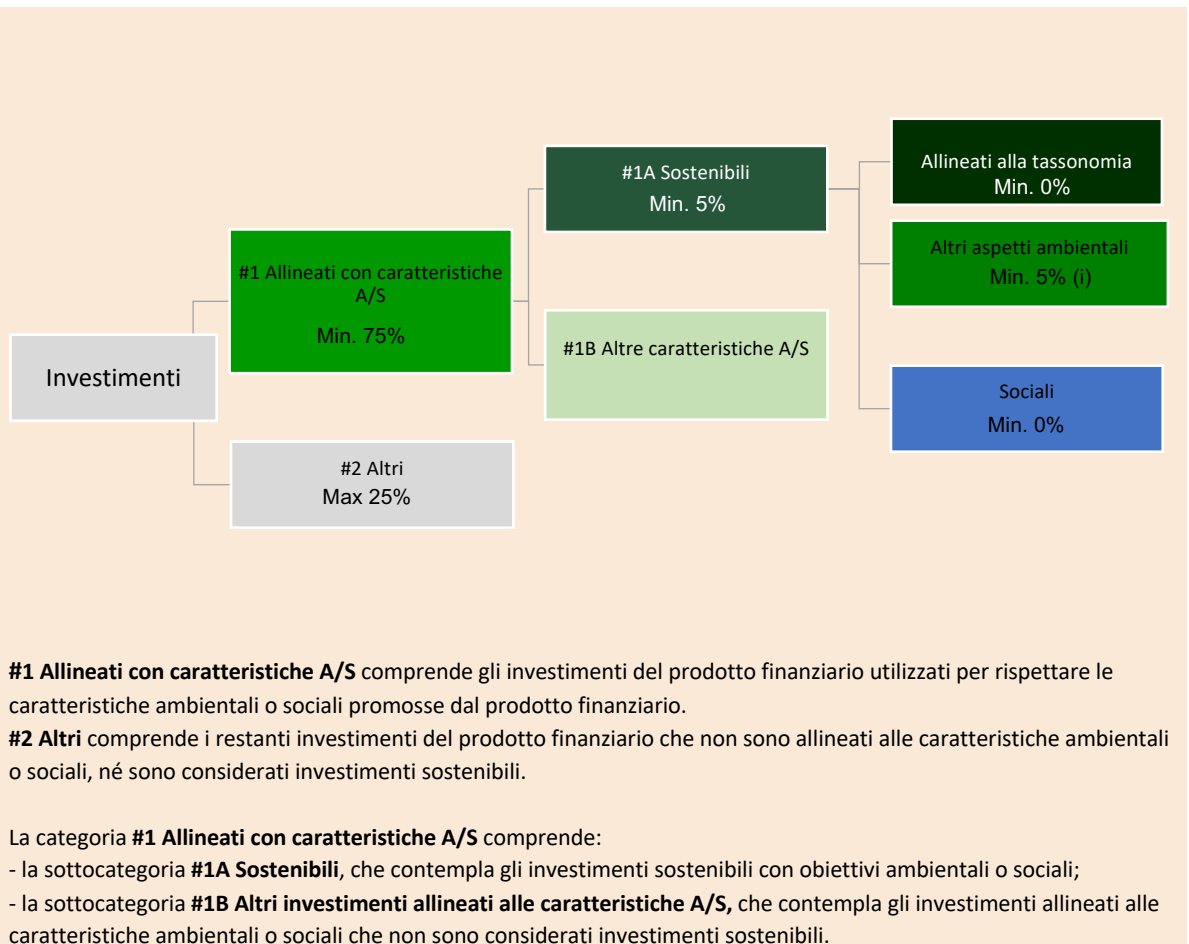 Investimenti
#1 Allineati con caratteristiche
A/S
Min. 75%
#2 Altri
Max 25%
#1A Sostenibili
Min. 5%
#1B Altre caratteristiche A/S
Allineati alla tassonomia
Min. 0%
Altri aspetti ambientali
Min. 5% (i)
Sociali
Min. 0%
#1 Allineati con caratteristiche A/S comprende gli investimenti del prodotto finanziario utilizzati per rispettare le
caratteristiche ambientali o sociali promosse dal prodotto finanziario.
#2 Altri comprende i restanti investimenti del prodotto finanziario che non sono allineati alle caratteristiche ambientali
o sociali, né sono considerati investimenti sostenibili.
La categoria #1 Allineati con caratteristiche A/S comprende:
- la sottocategoria #1A Sostenibili, che contempla gli investimenti sostenibili con obiettivi ambientali o sociali;
- la sottocategoria #1B Altri investimenti allineati alle caratteristiche A/S, che contempla gli investimenti allineati alle
caratteristiche ambientali o sociali che non sono considerati investimenti sostenibili.